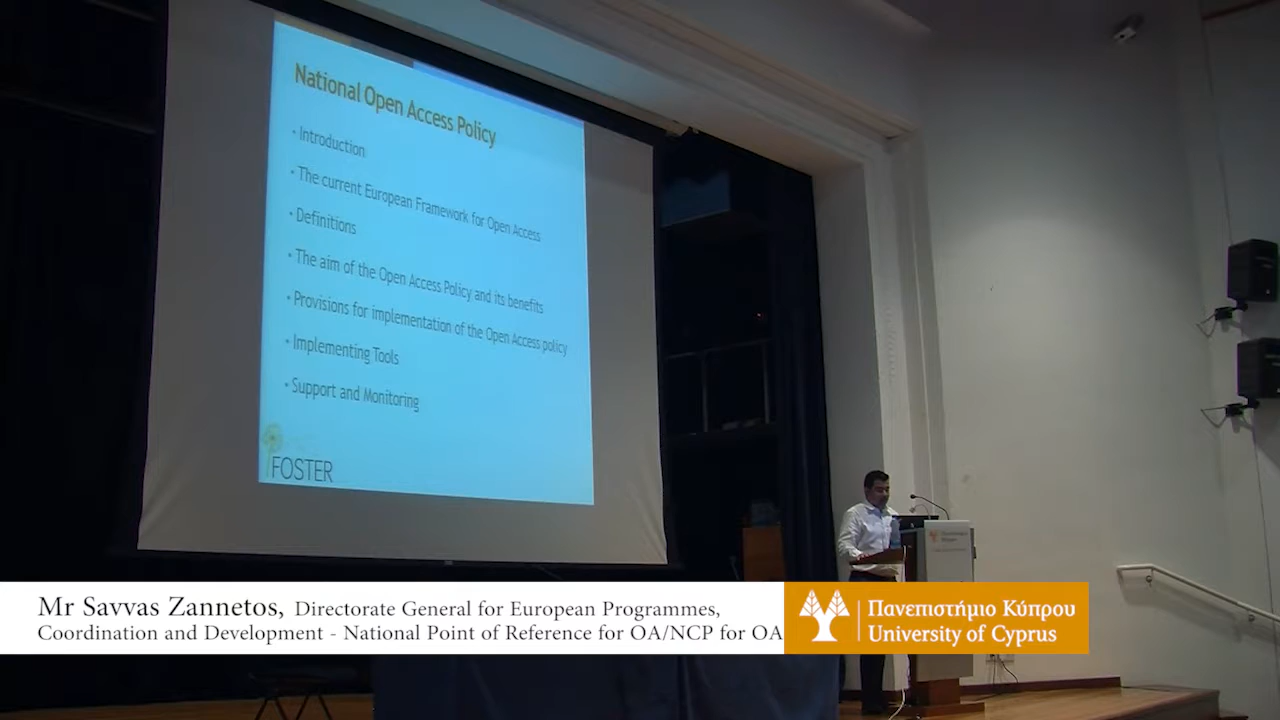 National Open Access Policy
• Introduction
• The current European Framework for Open Access
• Definitions
• The aim of the Open Access Policy and its benefits
• Provisions for implementation of the Open Access policy
• Implementing Tools
• Support and Monitoring
FOSTER
Mr Savvas Zannetos, Directorate General for European Programmes,
Coordination and Development - National Point of Reference for OA/NCP for OA
Πανεπιστήμιο Κύπρου
University of Cyprus